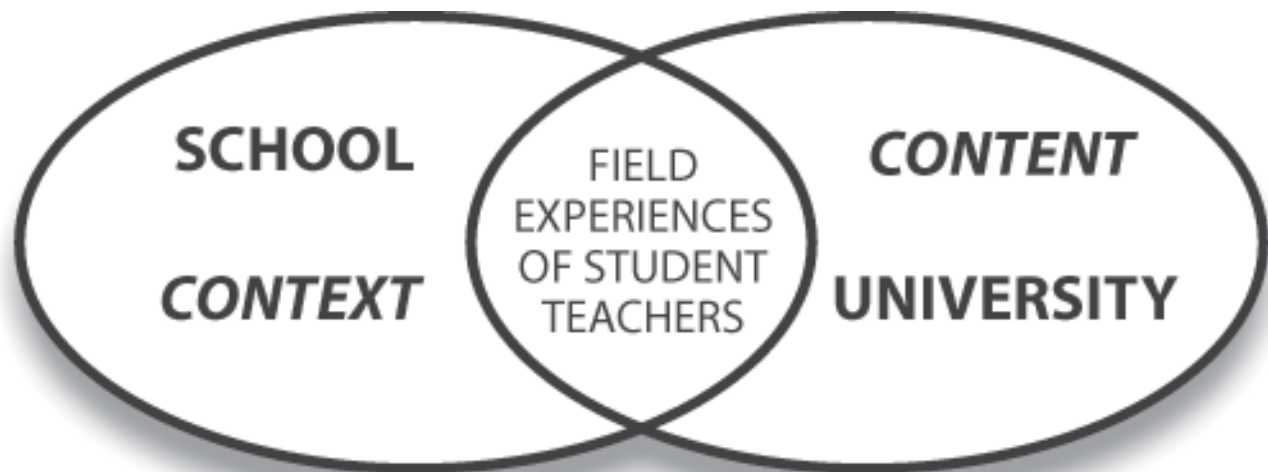 SCHOOL
CONTEXT
FIELD
EXPERIENCES
OF STUDENT
TEACHERS
CONTENT
UNIVERSITY